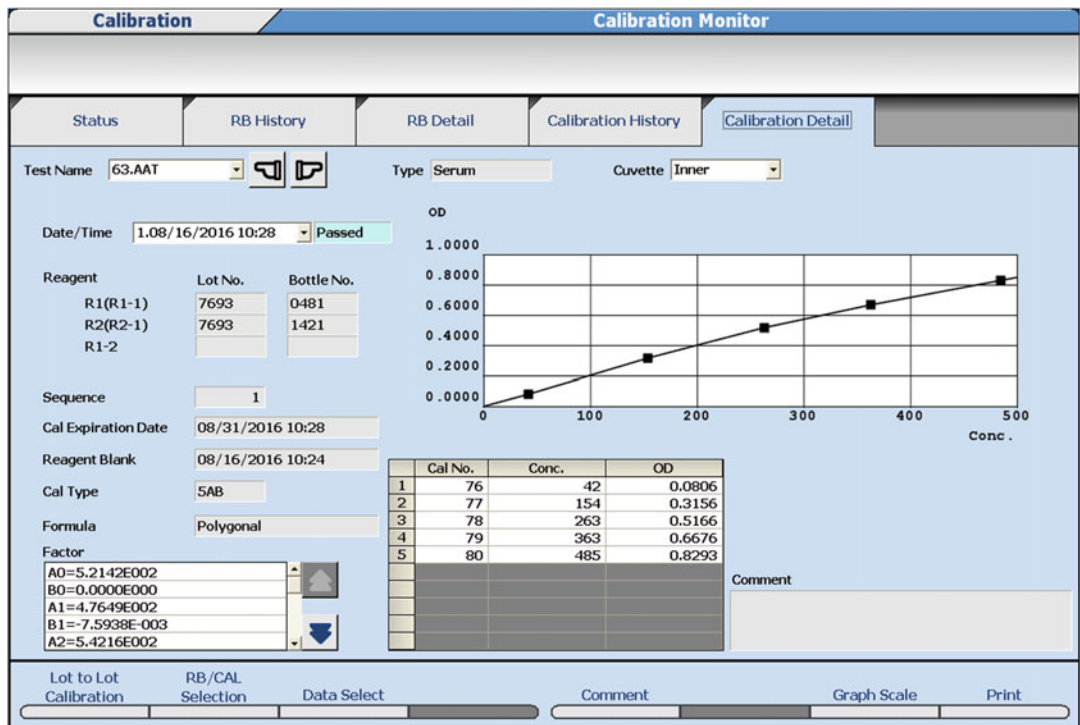 Calibration Calibration Monitor
Status RB History RB Detail Calibration History Calibration Detail
Test Name 63.AAT Type Serum Cuvette Inner
Date/Time 1.08/16/2016 10:28 Passed
Reagent Lot No. Bottle No.
R1(R1-1) 7693 0481
R2(R2-1) 7693 1421
R1-2
Sequence 1
Cal Expiration Date 08/31/2016 10:28
Reagent Blank 08/16/2016 10:24
Cal Type 5AB
Formula Polygonal
Factor
A0=5.2142E002
B0=0.0000E000
A1=4.7649E002
B1=-7.5938E-003
A2=5.4216E002
OD
1.0000
0.8000
0.6000
0.4000
0.2000
0.0000
0 100 200 300 400 500
Conc.
Cal No. Conc. OD
1 76 42 0.0806
2 77 154 0.3156
3 78 263 0.5166
4 79 363 0.6676
5 80 485 0.8293
Comment
Lot to Lot Calibration RB/CAL Selection Data Select Comment Graph Scale Print